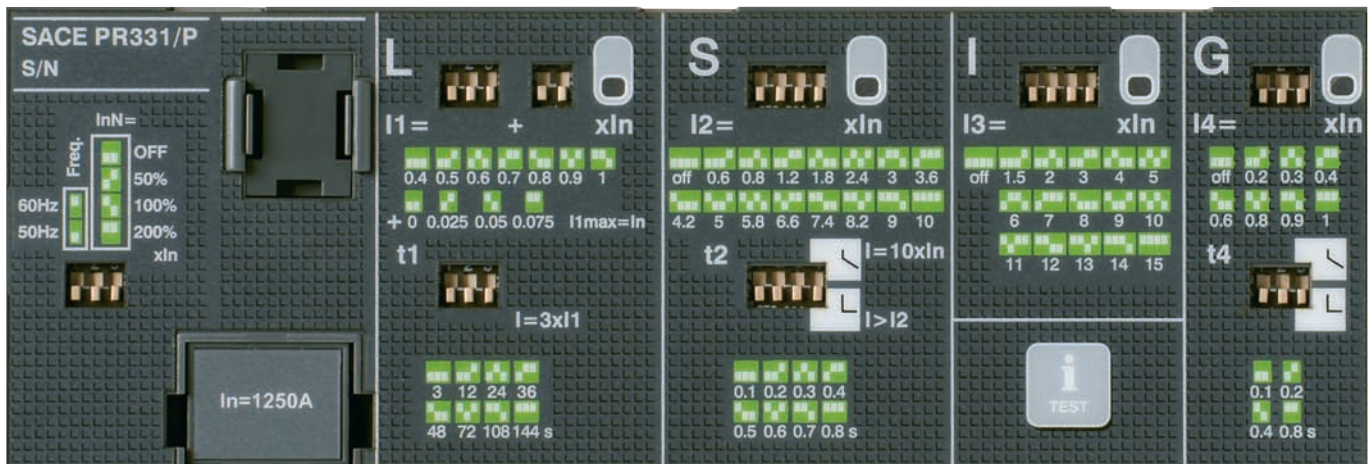 SACE PR331/P
S/N
InN=
Freq.
OFF
50%
60Hz 100%
50Hz 200%
xIn
In=1250A
L
I1= + xIn
0.4 0.5 0.6 0.7 0.8 0.9 1
+ 0 0.025 0.05 0.075 I1max=In
t1
I=3xI1
3 12 24 36
48 72 108 144 s
S
I2= xIn
off 0.6 0.8 1.2 1.8 2.4 3 3.6
4.2 5 5.8 6.6 7.4 8.2 9 10
t2 I=10xIn
I>I2
0.1 0.2 0.3 0.4
0.5 0.6 0.7 0.8 s
I
I3= xIn
off 1.5 2 3 4 5
6 7 8 9 10
11 12 13 14 15
i
TEST
G
I4= xIn
off 0.2 0.3 0.4
0.6 0.8 0.9 1
t4
0.1 0.2
0.4 0.8 s